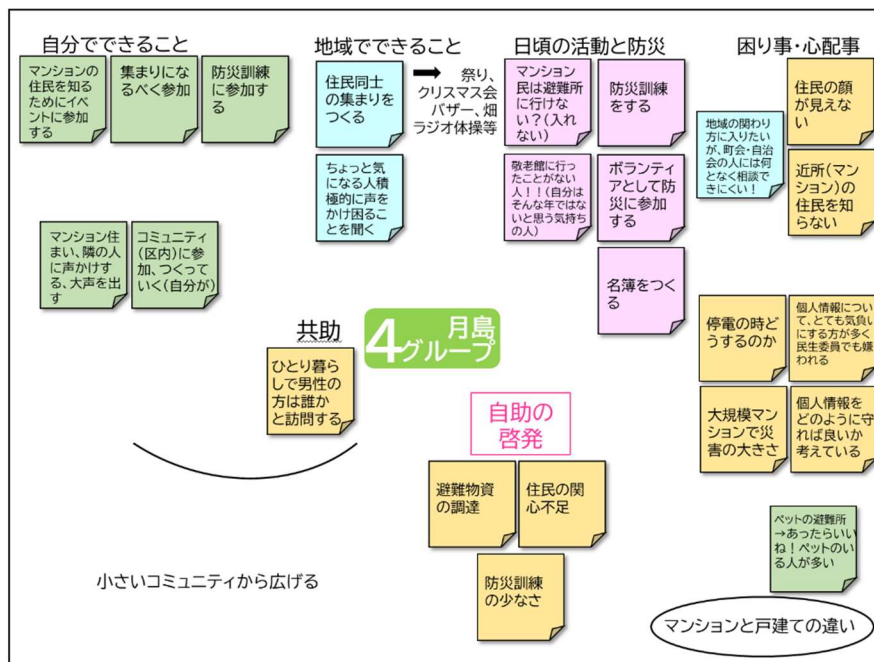 自分でできること
マンションの
住民を知る
ためにイベ
ントに参加
する
集まりにな
るべく参加
防災訓練
に参加す
る
マンション住
まい、隣の人
に声かけす
る、大声を出
す
コミュニティ
(区内)に参
加、つくって
いく(自分が)
地域でできること
住民同士
の集まりを
つくる
➡ 祭り、
クリスマス会
バザー、畑
ラジオ体操等
ちょっと気
になる人積
極的に声を
かけ困ること
を聞く
日頃の活動と防災
マンション
民は避難所
に行けな
い?(入れ
ない)
防災訓練
をする
敬老館に行っ
たことがない
人!!(自分は
そんな年ではな
いと思う気持ち
の人)
ボランティ
アとして防
災に参加
する
名簿をつく
る
困り事・心配事
地域の関わり
方に入りたい
が、町会・自治
会の人には何
となく相談で
きにくい!
住民の顔
が見えな
い
近所(マン
ション)の
住民を知
らない
停電の時ど
うするのか
個人情報につい
て、とても気負い
にする方が多く
民生委員でも嫌
われる
大規模マン
ションで災
害の大きさ
個人情報を
どのように守
れば良いか
考えている
ペットの避難所
→あったらいい
ね!ペットのい
る人が多い
マンションと戸建ての違い
4 月島
グループ
共助
ひとり暮ら
しで男性の
方は誰か
と訪問する
小さいコミュニティから広げる
自助の
啓発
避難物資
の調達
住民の関
心不足
防災訓練
の少なさ